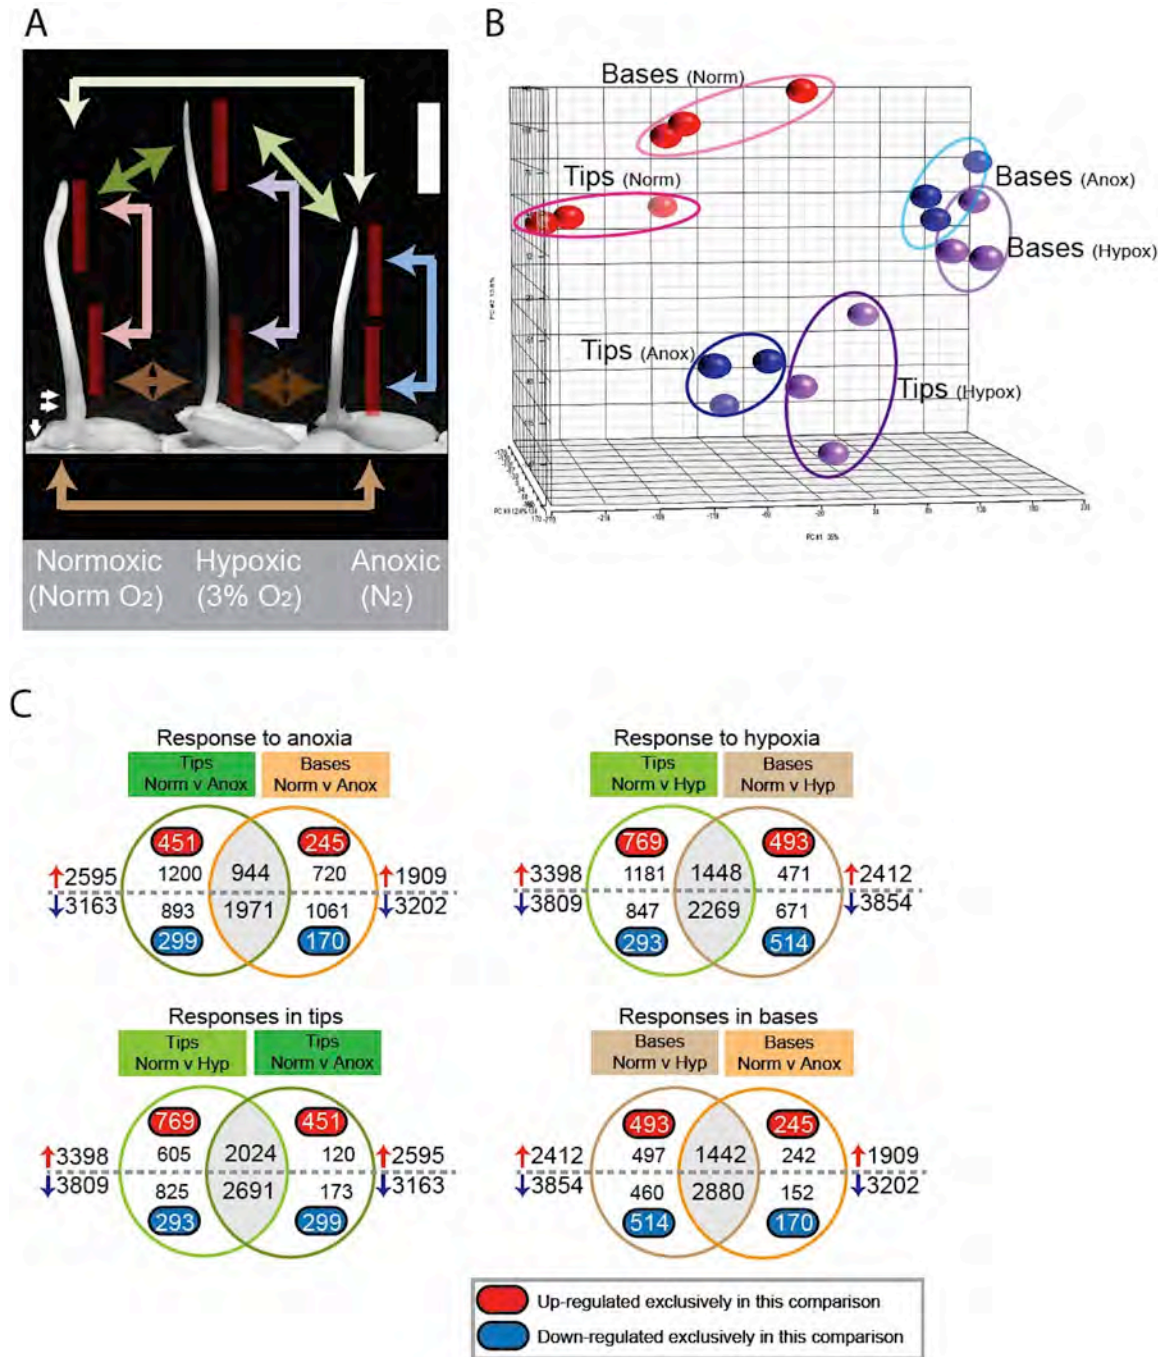 A
Normoxic
(Norm O2)
Hypoxic
(3% O2)
Anoxic
(N2)
B
Bases (Norm)
Tips (Norm)
Bases (Anox)
Bases (Hypox)
Tips (Anox)
Tips (Hypox)
PC #1 35%
C
Response to anoxia
Tips
Norm v Anox
Bases
Norm v Anox
451
245
2595
1200
944
720
1909
3163
893
1971
1061
3202
299
170
Response to hypoxia
Tips
Norm v Hyp
Bases
Norm v Hyp
769
493
3398
1181
1448
471
2412
3809
847
2269
671
3854
293
514
Responses in tips
Tips
Norm v Hyp
Tips
Norm v Anox
769
451
3398
605
2024
120
2595
3809
825
2691
173
3163
293
299
Responses in bases
Bases
Norm v Hyp
Bases
Norm v Anox
493
245
2412
497
1442
242
1909
3854
460
2880
152
3202
514
170
Up-regulated exclusively in this comparison
Down-regulated exclusively in this comparison